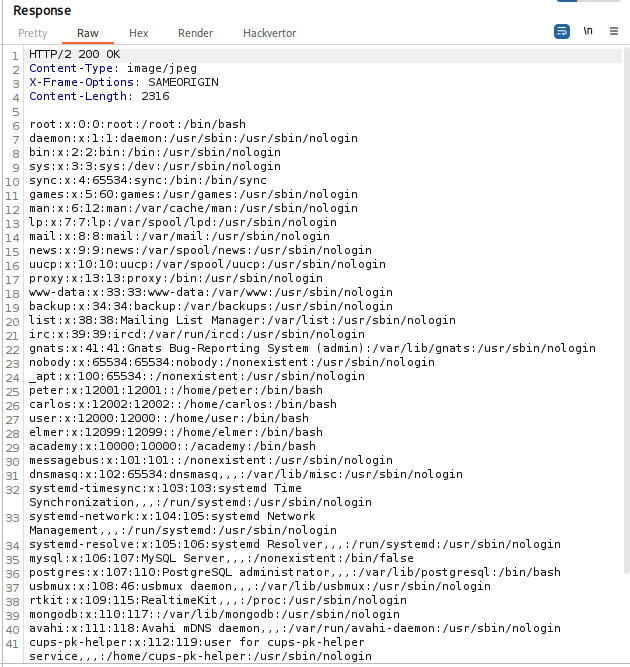 Response
Pretty Raw Hex Render Hackvertor \n
1 HTTP/2 200 OK
2 Content-Type: image/jpeg
3 X-Frame-Options: SAMEORIGIN
4 Content-Length: 2316
5
6 root:x:0:0:root:/root:/bin/bash
7 daemon:x:1:1:daemon:/usr/sbin:/usr/sbin/nologin
8 bin:x:2:2:bin:/bin:/usr/sbin/nologin
9 sys:x:3:3:sys:/dev:/usr/sbin/nologin
10 sync:x:4:65534:sync:/bin:/bin/sync
11 games:x:5:60:games:/usr/games:/usr/sbin/nologin
12 man:x:6:12:man:/var/cache/man:/usr/sbin/nologin
13 lp:x:7:7:lp:/var/spool/lpd:/usr/sbin/nologin
14 mail:x:8:8:mail:/var/mail:/usr/sbin/nologin
15 news:x:9:9:news:/var/spool/news:/usr/sbin/nologin
16 uucp:x:10:10:uucp:/var/spool/uucp:/usr/sbin/nologin
17 proxy:x:13:13:proxy:/bin:/usr/sbin/nologin
18 www-data:x:33:33:www-data:/var/www:/usr/sbin/nologin
19 backup:x:34:34:backup:/var/backups:/usr/sbin/nologin
20 list:x:38:38:Mailing List Manager:/var/list:/usr/sbin/nologin
21 irc:x:39:39:ircd:/var/run/ircd:/usr/sbin/nologin
22 gnats:x:41:41:Gnats Bug-Reporting System (admin):/var/lib/gnats:/usr/sbin/nologin
23 nobody:x:65534:65534:nobody:/nonexistent:/usr/sbin/nologin
24 _apt:x:100:65534::/nonexistent:/usr/sbin/nologin
25 peter:x:12001:12001::/home/peter:/bin/bash
26 carlos:x:12002:12002::/home/carlos:/bin/bash
27 user:x:12000:12000::/home/user:/bin/bash
28 elmer:x:12099:12099::/home/elmer:/bin/bash
29 academy:x:10000:10000::/academy:/bin/bash
30 messagebus:x:101:101::/nonexistent:/usr/sbin/nologin
31 dnsmasq:x:102:65534:dnsmasq,,,:/var/lib/misc:/usr/sbin/nologin
32 systemd-timesync:x:103:103:systemd Time
Synchronization,,,:/run/systemd:/usr/sbin/nologin
33 systemd-network:x:104:105:systemd Network
Management,,,:/run/systemd:/usr/sbin/nologin
34 systemd-resolve:x:105:106:systemd Resolver,,,:/run/systemd:/usr/sbin/nologin
35 mysql:x:106:107:MySQL Server,,,:/nonexistent:/bin/false
36 postgres:x:107:110:PostgreSQL administrator,,,:/var/lib/postgresql:/bin/bash
37 usbmux:x:108:46:usbmux daemon,,,:/var/lib/usbmux:/usr/sbin/nologin
38 rtkit:x:109:115:RealtimeKit,,,:/proc:/usr/sbin/nologin
39 mongodb:x:110:117::/var/lib/mongodb:/usr/sbin/nologin
40 avahi:x:111:118:Avahi mDNS daemon,,,:/var/run/avahi-daemon:/usr/sbin/nologin
41 cups-pk-helper:x:112:119:user for cups-pk-helper
service,,,:/home/cups-pk-helper:/usr/sbin/nologin